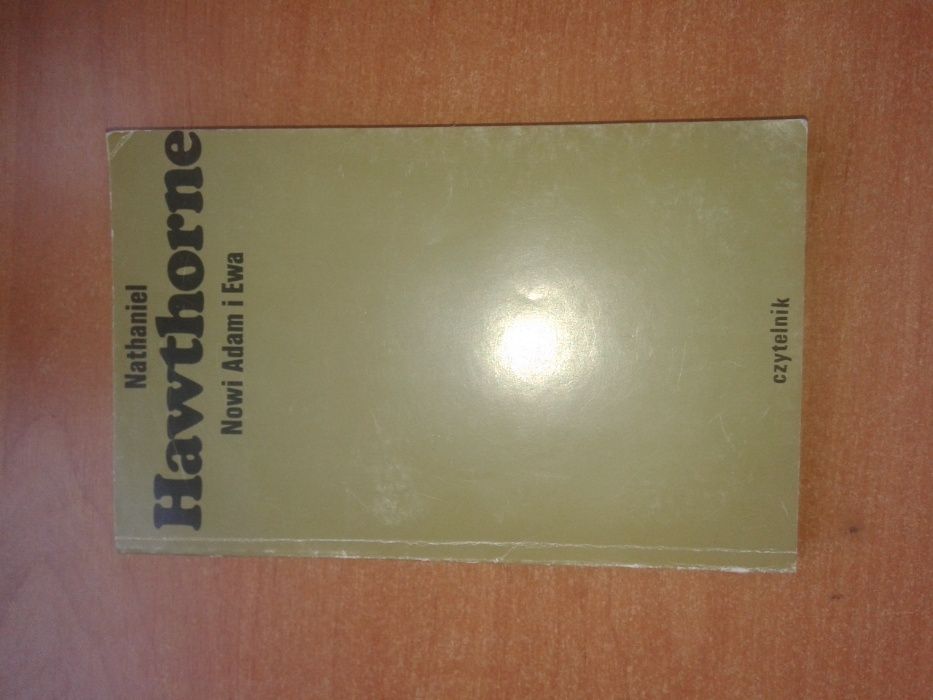 Nathaniel
Hawthorne
Nowi Adam i Ewa
czytelnik